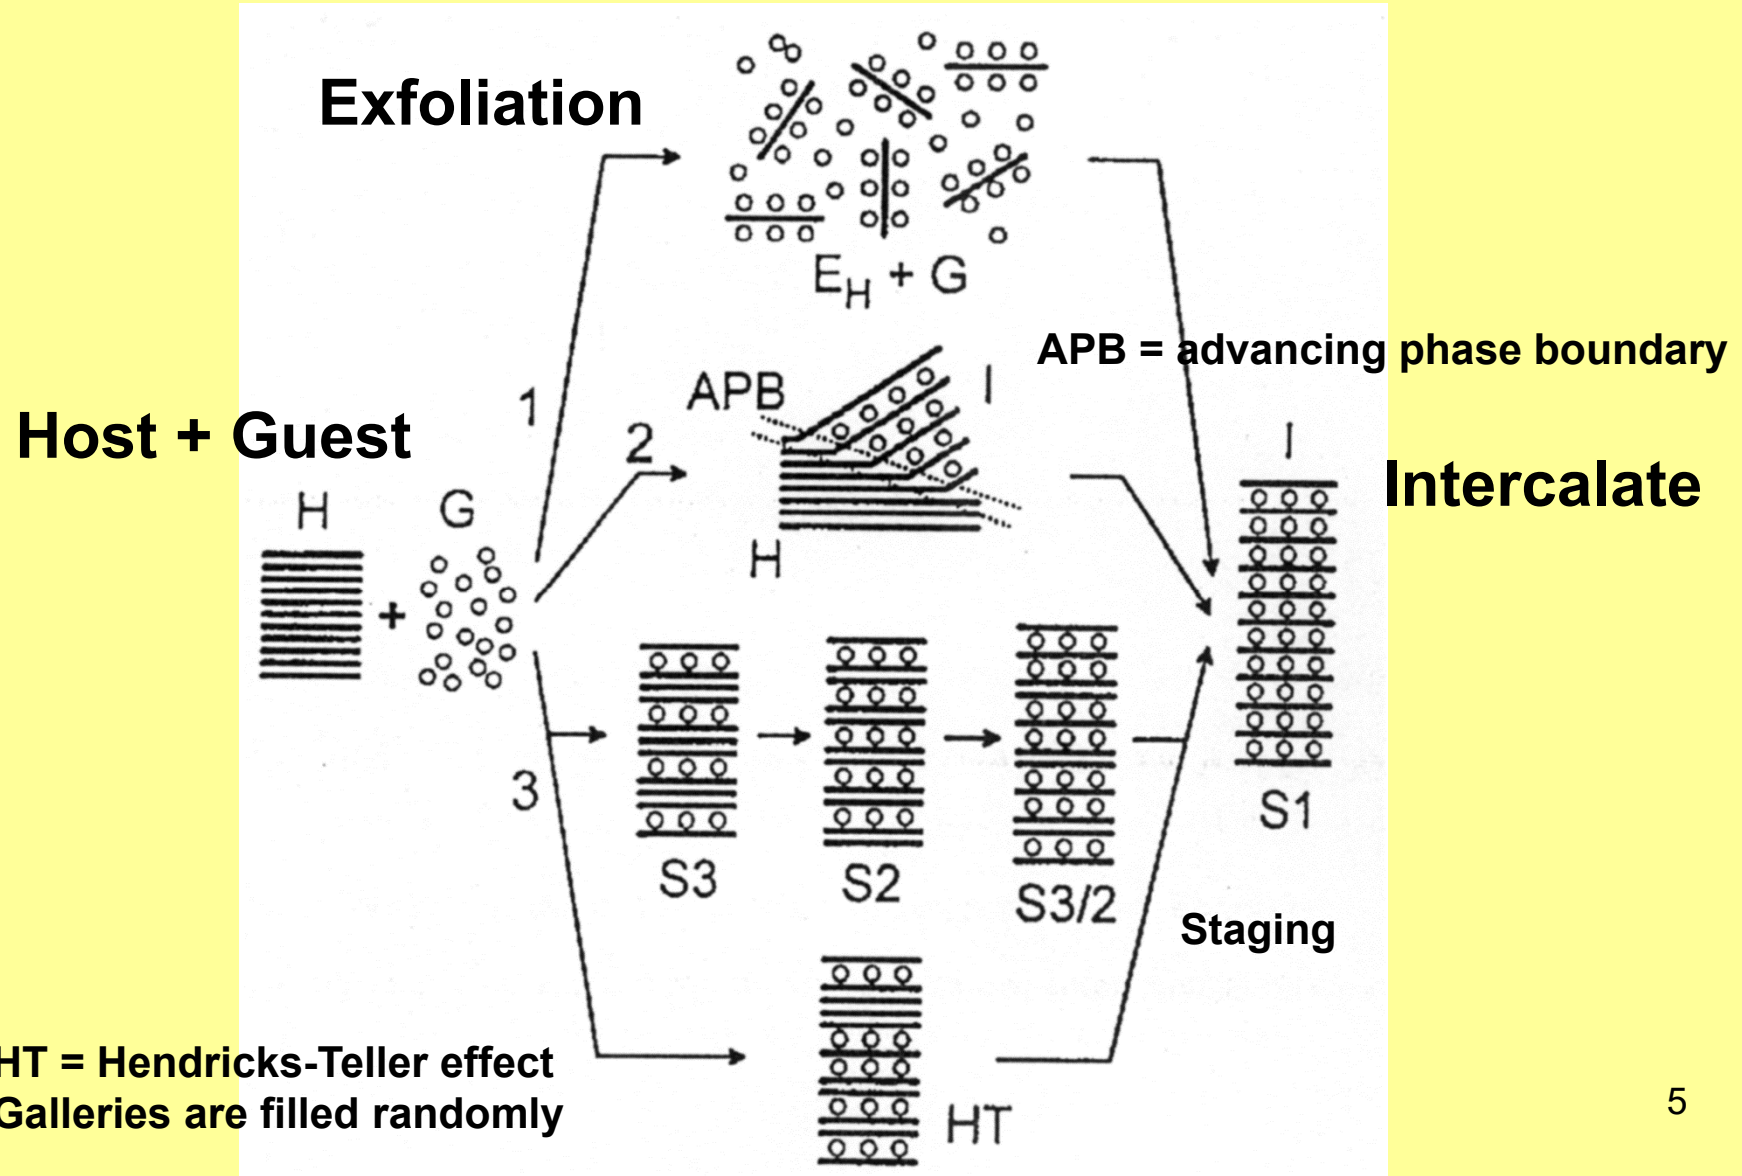 Exfoliation
E_H + G
APB = advancing phase boundary
1
APB
I
Host + Guest
2
I
Intercalate
H
G
H
+
3
S1
S3
S2
S3/2
Staging
HT = Hendricks-Teller effect
Galleries are filled randomly
HT
5